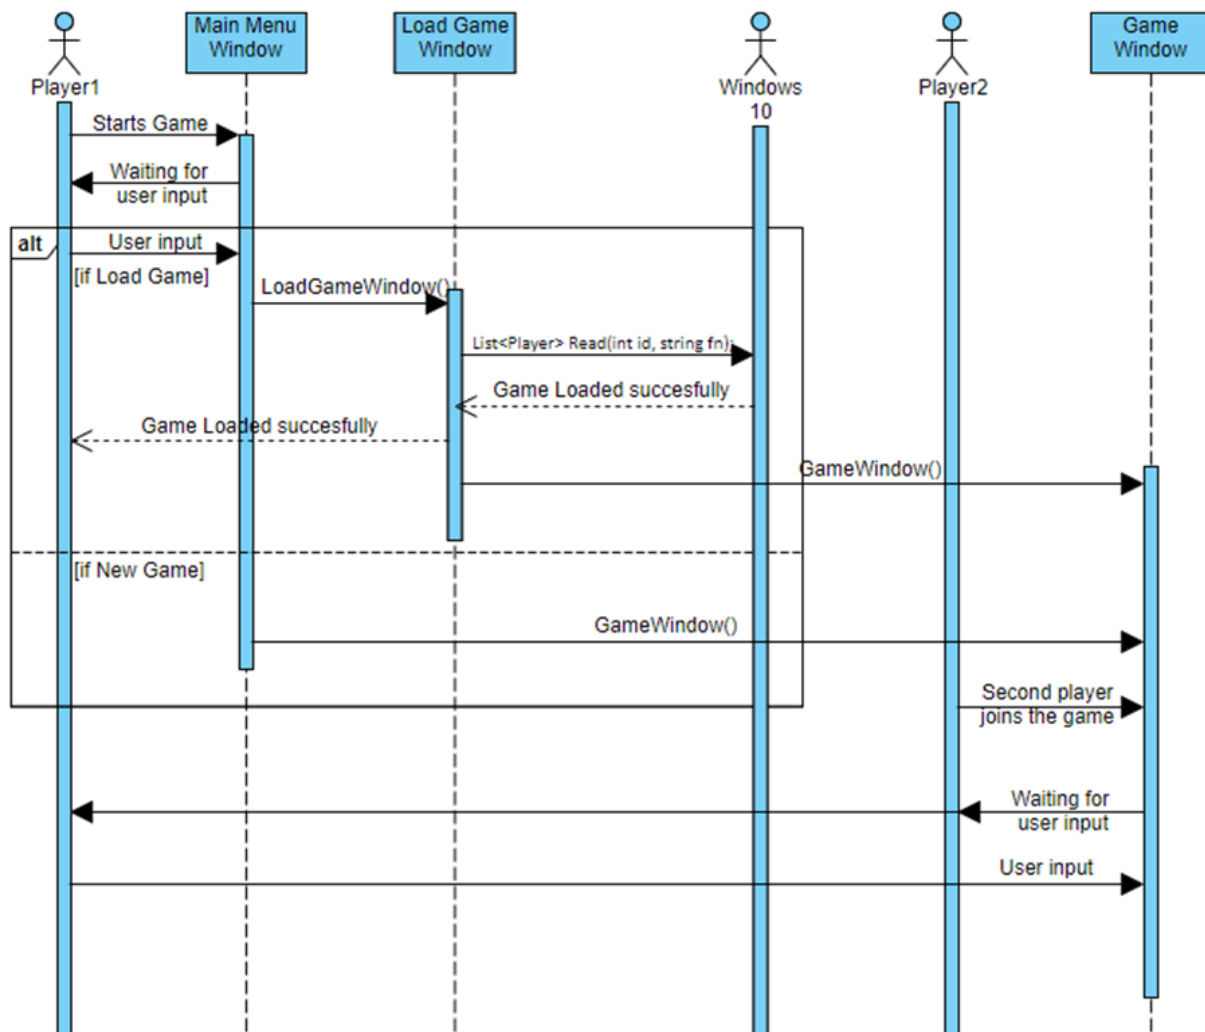 Player1
Main Menu
Window
Load Game
Window
Windows
10
Player2
Game
Window
Starts Game
Waiting for
user input
alt
User input
[if Load Game]
LoadGameWindow()
List<Player> Read(int id, string fn);
Game Loaded succesfully
Game Loaded succesfully
GameWindow()
[if New Game]
GameWindow()
Second player
joins the game
Waiting for
user input
User input